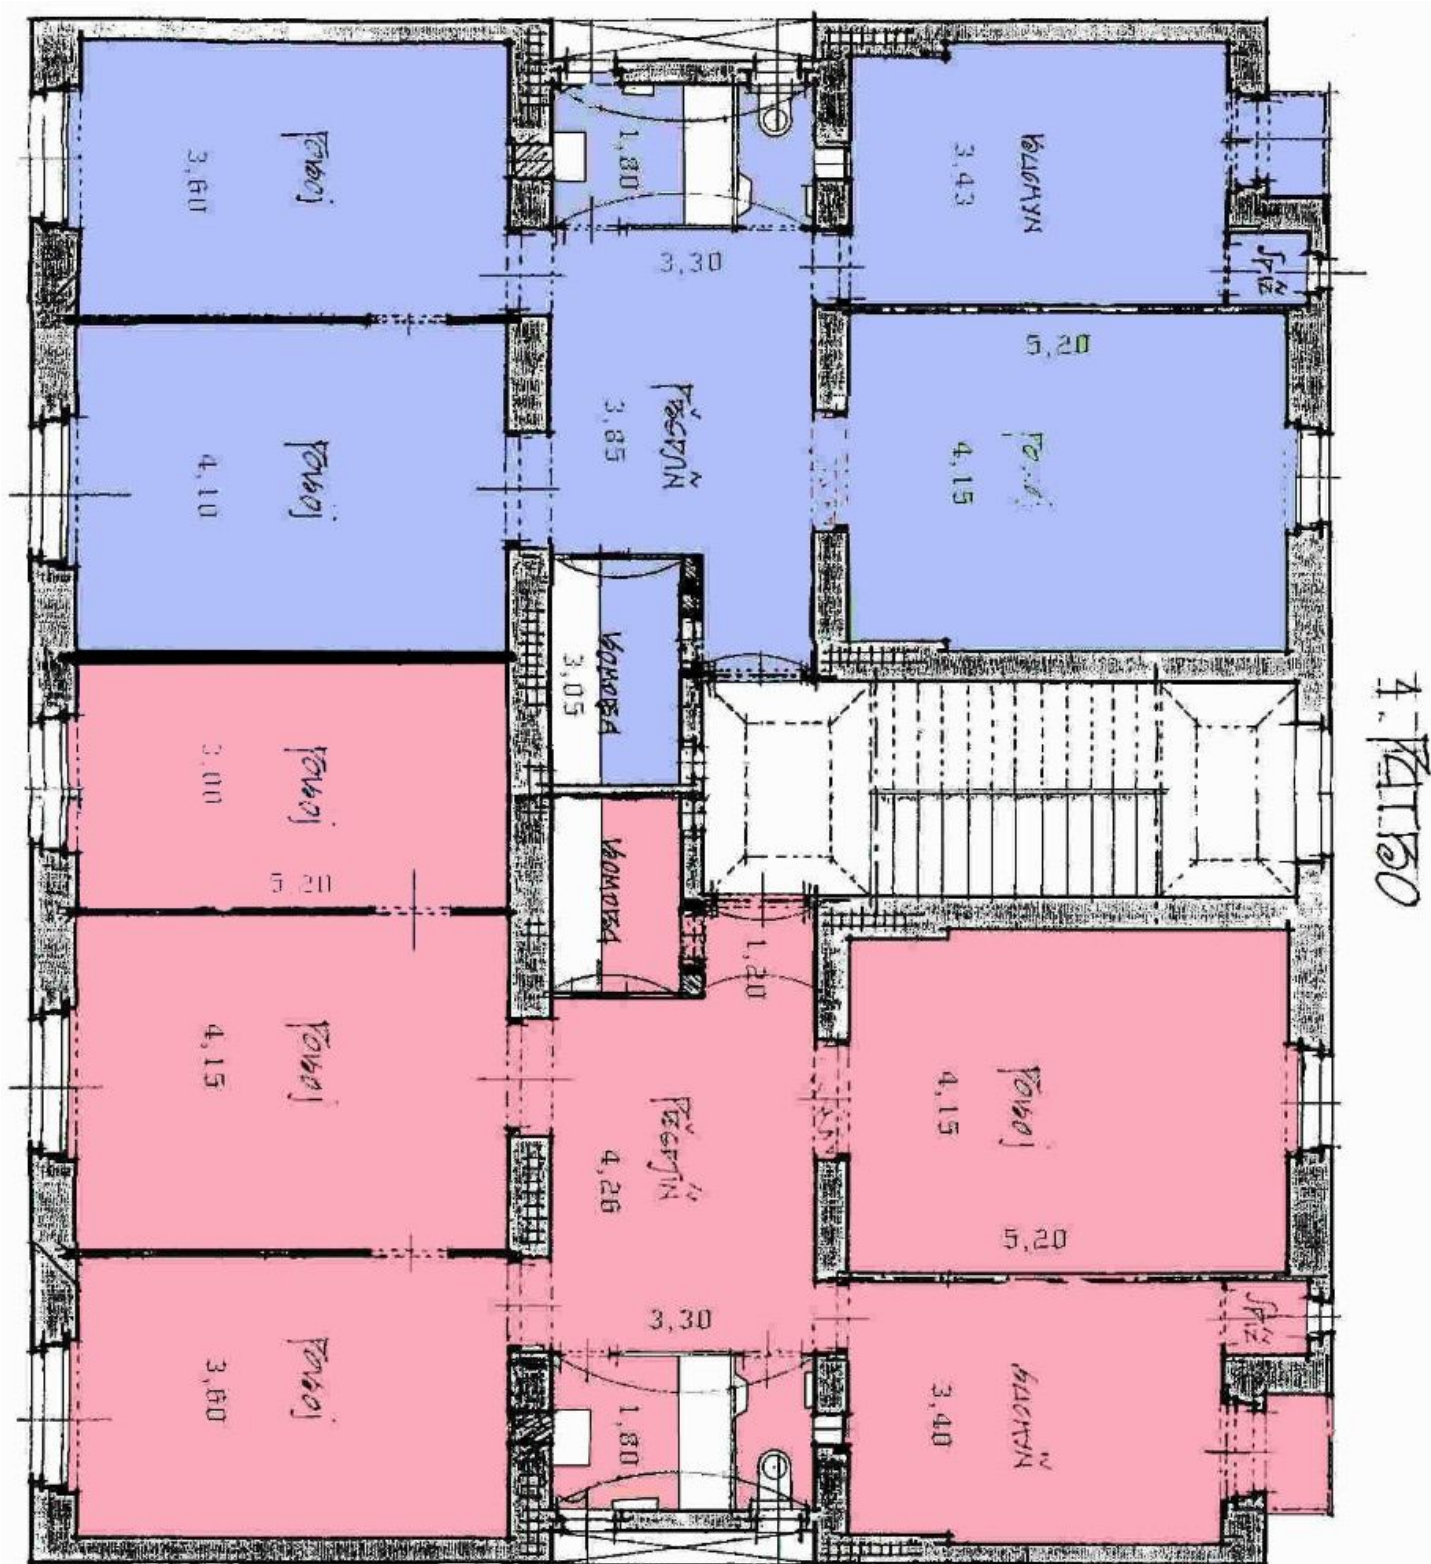 4. PATRO
POKOJ
3,60
1,80
KUCHYŇ
3,43
SPIŽ
3,30
5,20
POKOJ
4,10
PŘEDSÍŇ
3,85
4,15
KOMORA
3,05
POKOJ
3,00
5,20
KOMORA
1,20
POKOJ
4,15
PŘEDSÍŇ
4,26
POKOJ
4,15
5,20
3,30
SPIŽ
POKOJ
3,60
1,80
KUCHYŇ
3,40